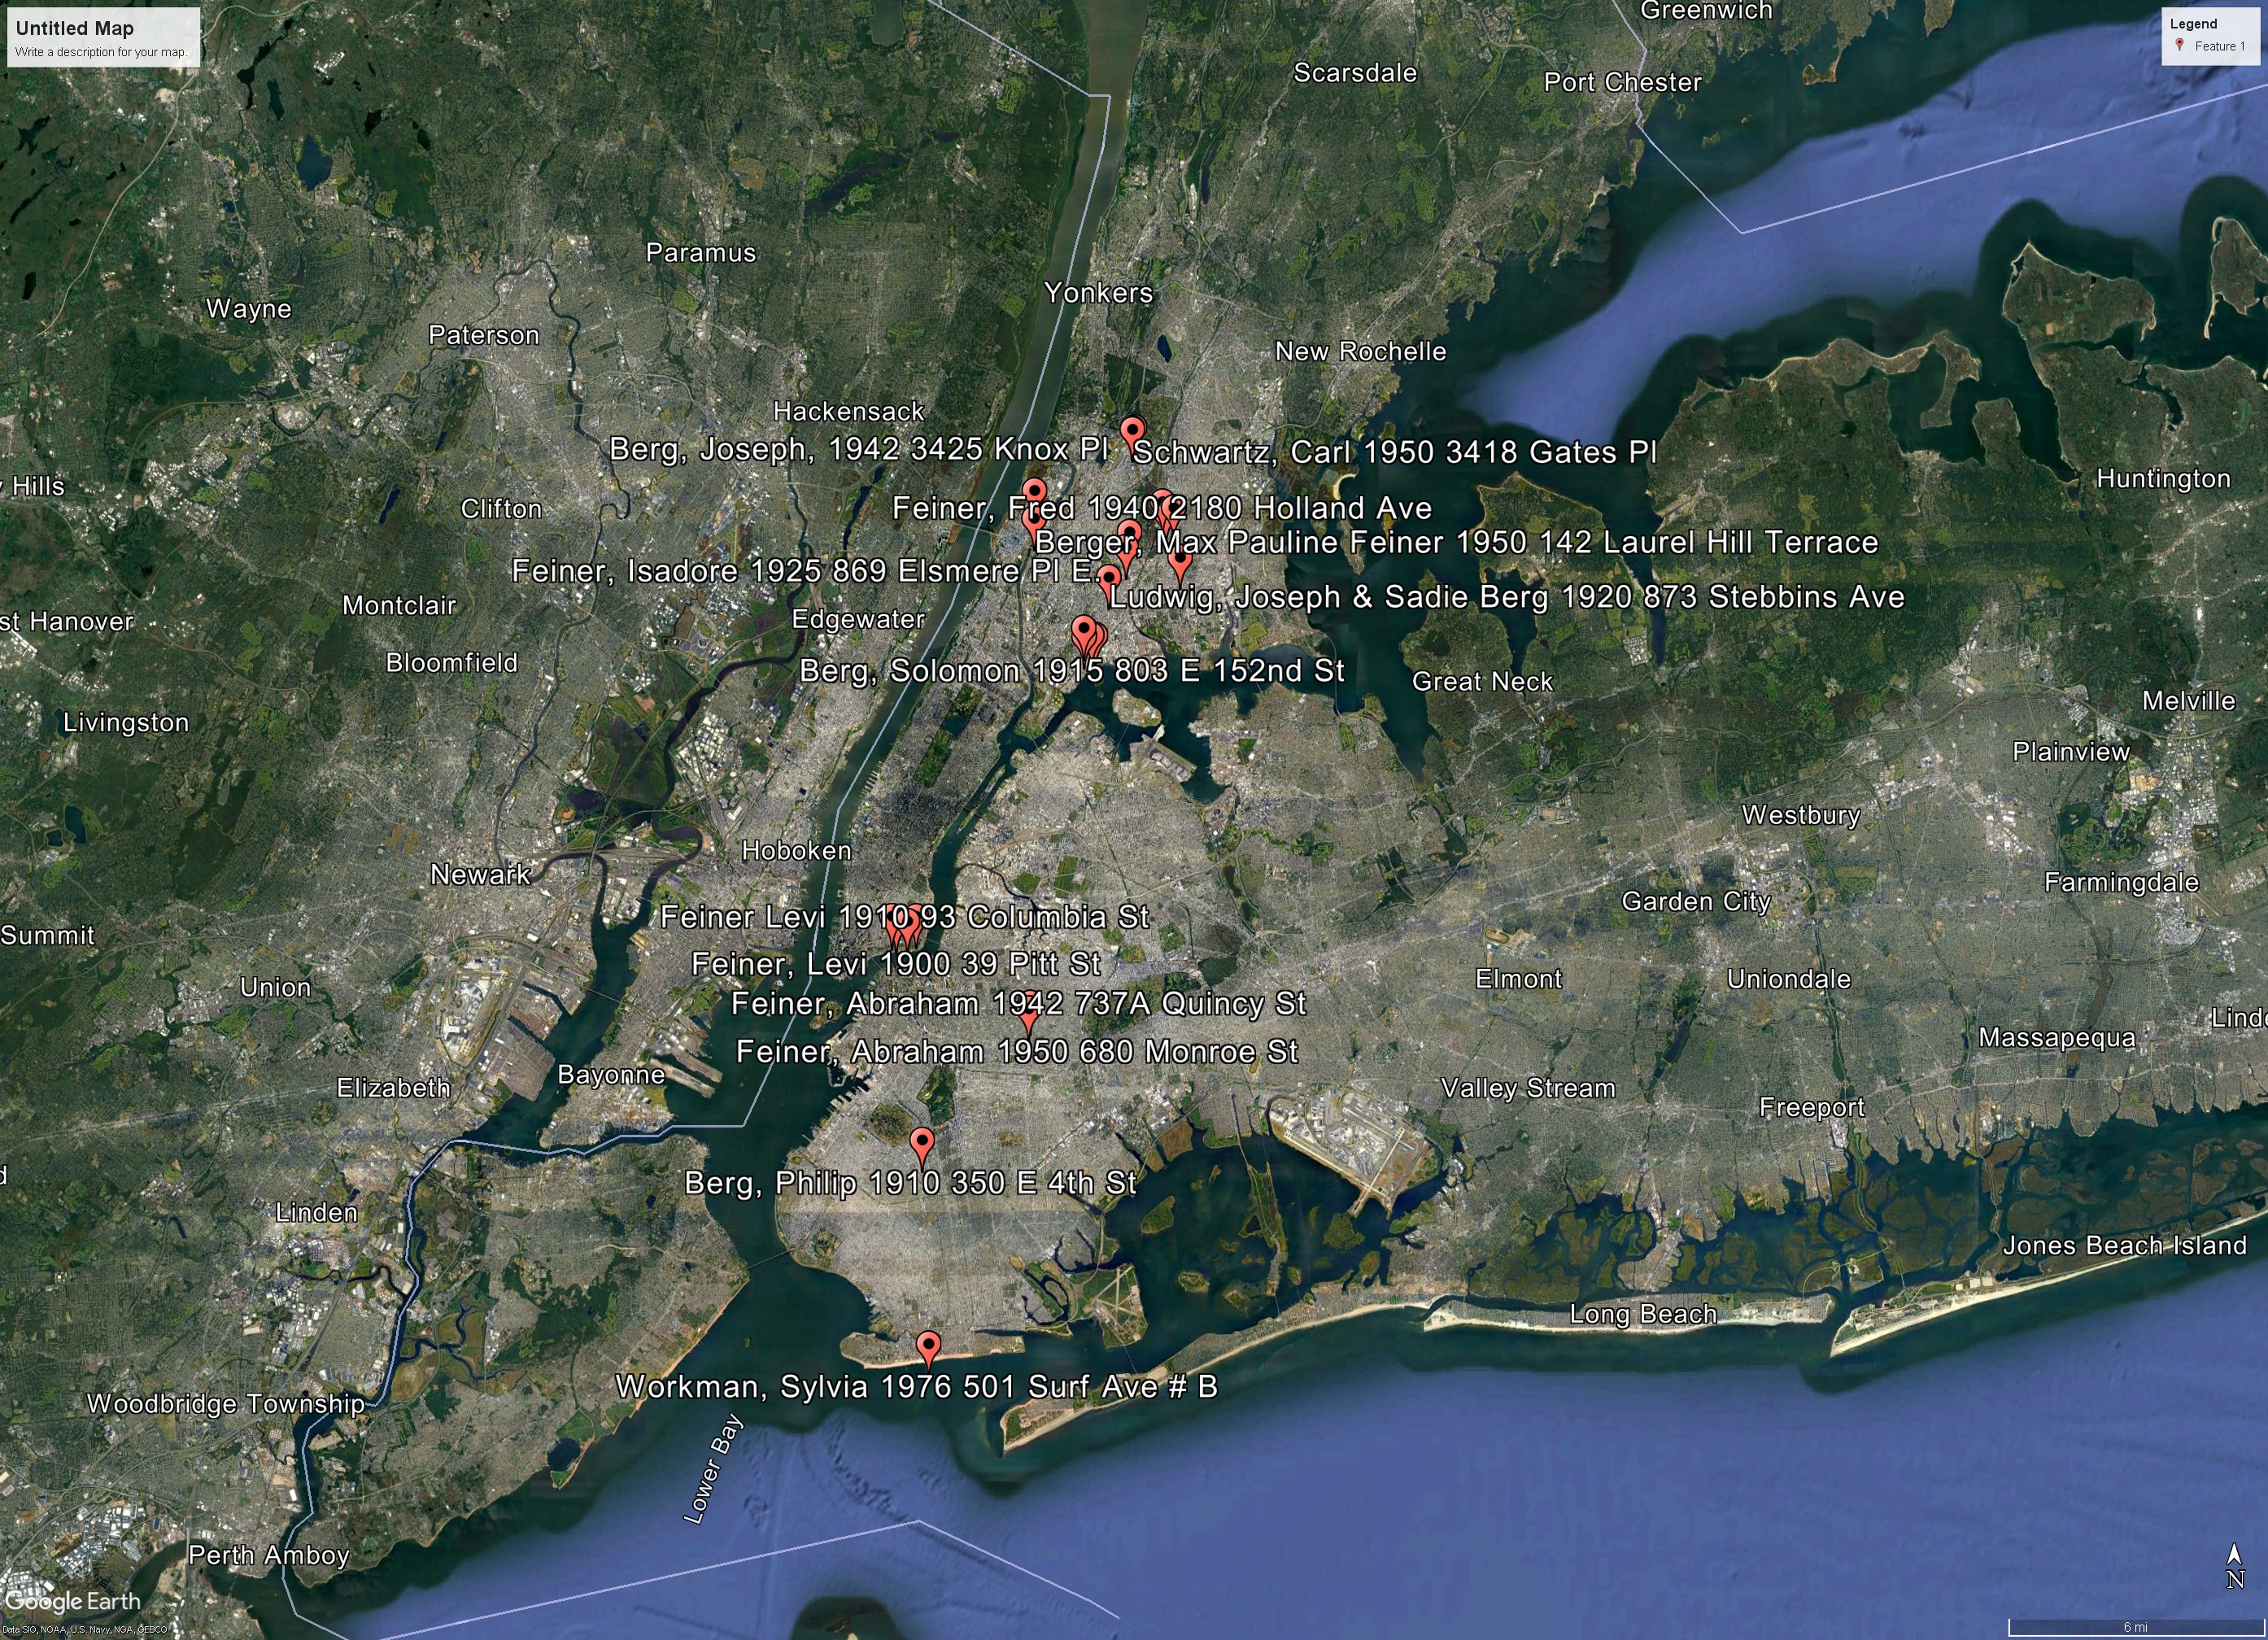 Untitled Map
Write a description for your map.
Legend
Feature 1
Greenwich
Scarsdale
Port Chester
Paramus
Yonkers
Wayne
Paterson
New Rochelle
Hackensack
Berg, Joseph, 1942 3425 Knox Pl
Schwartz, Carl 1950 3418 Gates Pl
Hills
Huntington
Clifton
Feiner, Fred 1940 2180 Holland Ave
Berger, Max Pauline Feiner 1950 142 Laurel Hill Terrace
Feiner, Isadore 1925 869 Elsmere Pl E.
Ludwig, Joseph & Sadie Berg 1920 873 Stebbins Ave
Montclair
st Hanover
Edgewater
Bloomfield
Berg, Solomon 1915 803 E 152nd St
Great Neck
Livingston
Melville
Plainview
Westbury
Hoboken
Newark
Farmingdale
Garden City
Feiner Levi 1910 93 Columbia St
Summit
Feiner, Levi 1900 39 Pitt St
Elmont
Uniondale
Union
Feiner, Abraham 1942 737A Quincy St
Lind
Massapequa
Feiner, Abraham 1950 680 Monroe St
Bayonne
Elizabeth
Valley Stream
Freeport
Berg, Philip 1910 350 E 4th St
Linden
Jones Beach Island
Long Beach
Workman, Sylvia 1976 501 Surf Ave # B
Woodbridge Township
Lower Bay
Perth Amboy
N
Google Earth
Data SIO, NOAA, U.S. Navy, NGA, GEBCO
6 mi